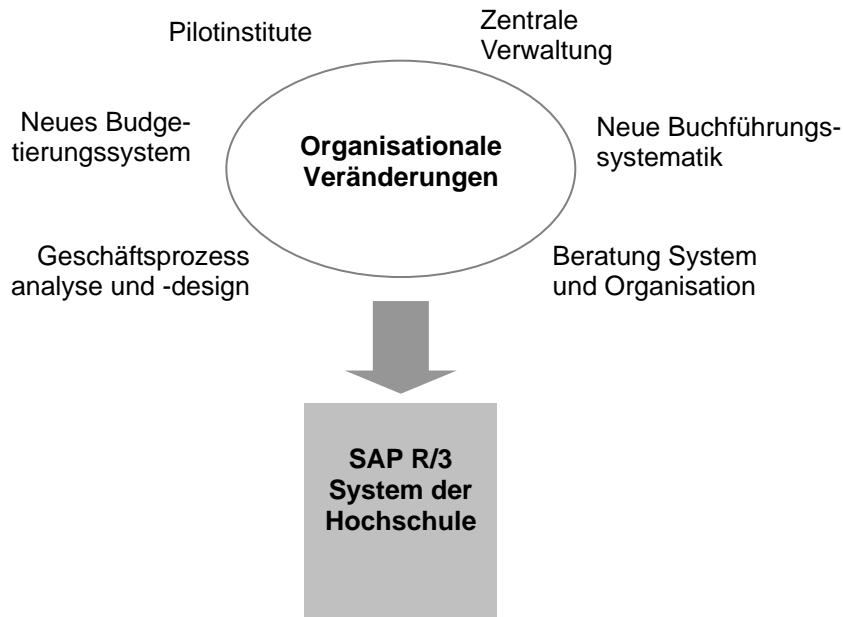 Pilotinstitute
Zentrale
Verwaltung
Neues Budge-
tierungssystem
Organisationale
Veränderungen
Neue Buchführungs-
systematik
Geschäftsprozess
analyse und -design
Beratung System
und Organisation
SAP R/3
System der
Hochschule